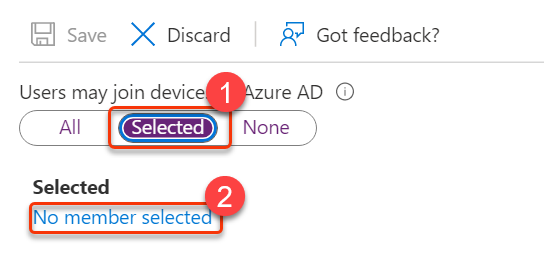 Save Discard Got feedback?
Users may join device Azure AD
1
All Selected None
Selected
2
No member selected